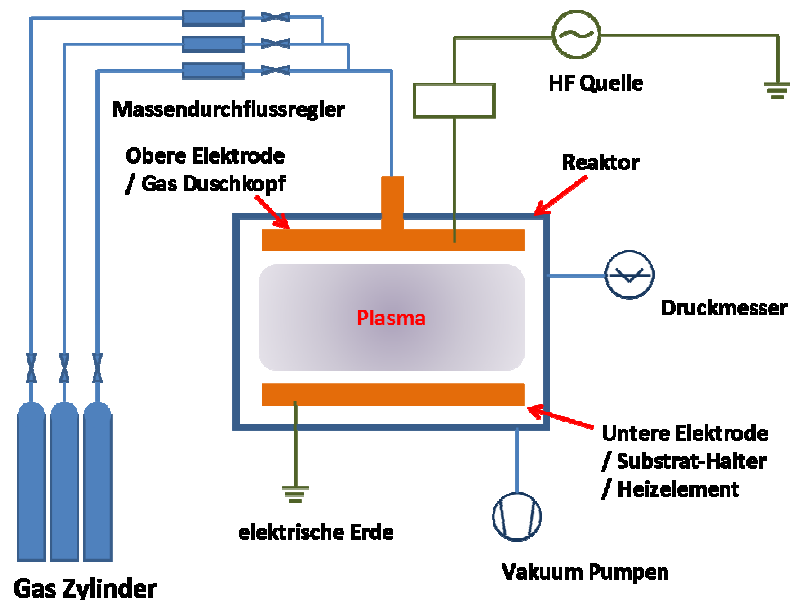 Massendurchflussregler
HF Quelle
Obere Elektrode
/ Gas Duschkopf
Reaktor
Plasma
Druckmesser
Untere Elektrode
/ Substrat-Halter
/ Heizelement
elektrische Erde
Vakuum Pumpen
Gas Zylinder